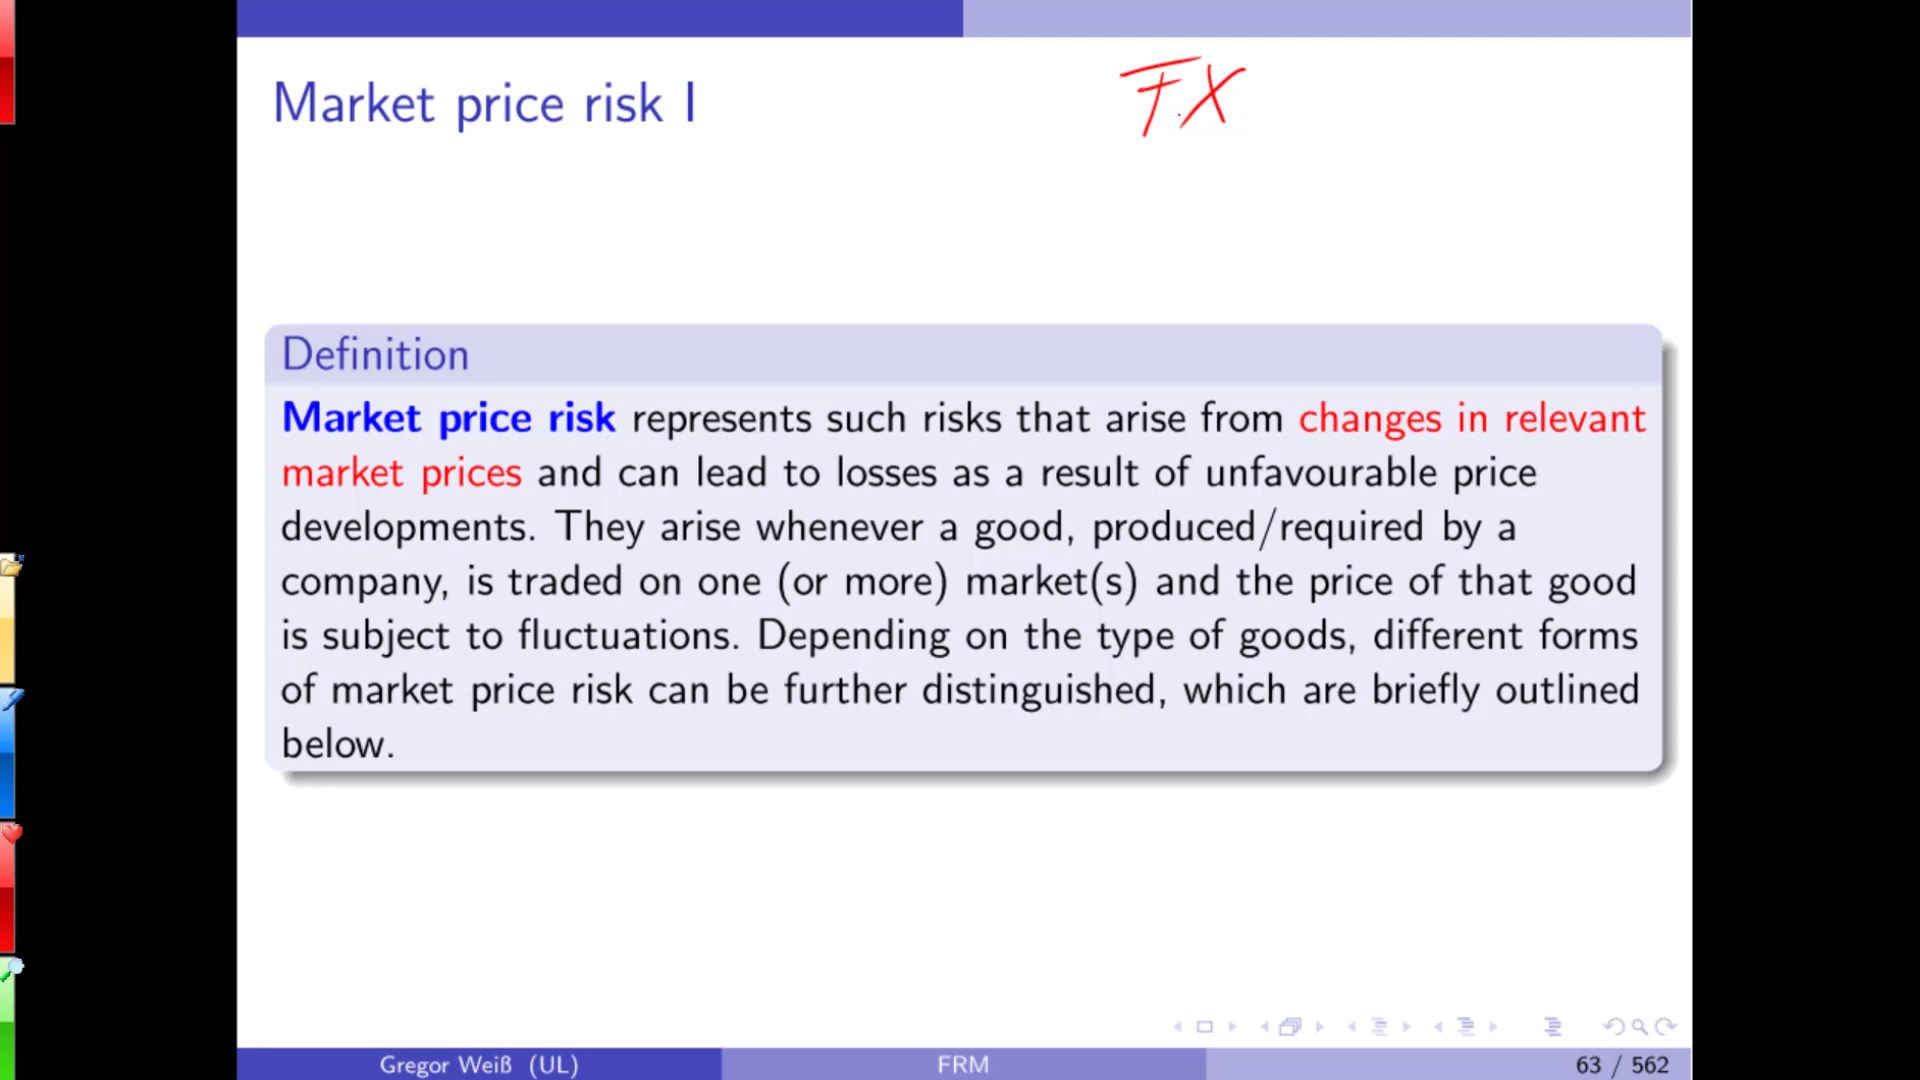 Market price risk I
FX
Definition
Market price risk represents such risks that arise from changes in relevant
market prices and can lead to losses as a result of unfavourable price
developments. They arise whenever a good, produced/required by a
company, is traded on one (or more) market(s) and the price of that good
is subject to fluctuations. Depending on the type of goods, different forms
of market price risk can be further distinguished, which are briefly outlined
below.
Gregor Weiß (UL)
FRM
63 / 562